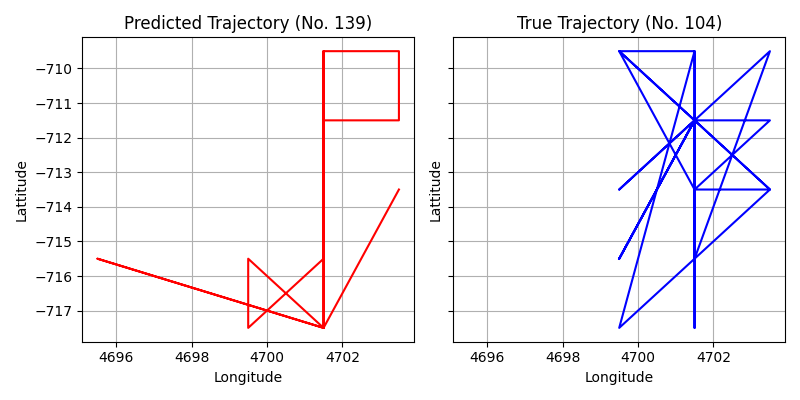 Predicted Trajectory (No. 139)
True Trajectory (No. 104)
Lattitude
−710
−711
−712
−713
−714
−715
−716
−717
4696
4698
4700
4702
Longitude
Lattitude
4696
4698
4700
4702
Longitude